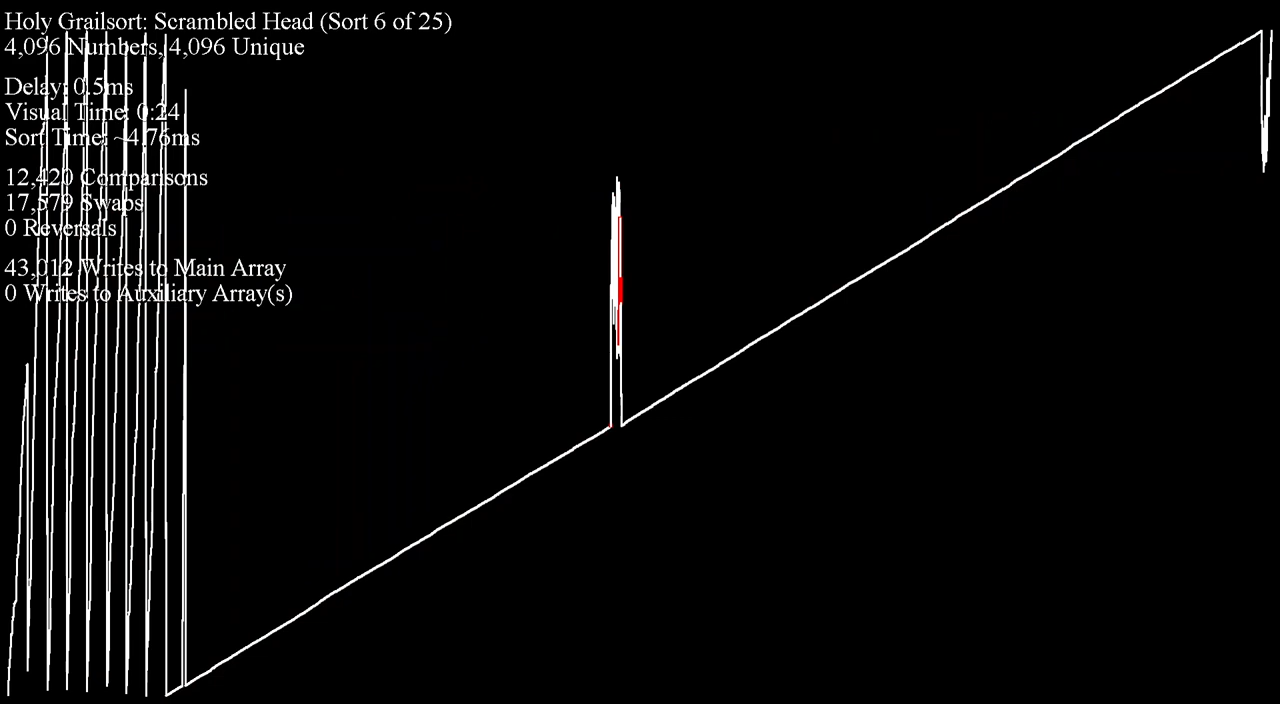 Holy Grailsort: Scrambled Head (Sort 6 of 25)
4,096 Numbers, 4,096 Unique
Delay: 0.5ms
Visual Time: 0:24
Sort Time: ~4.76ms
12,420 Comparisons
17,579 Swaps
0 Reversals
43,012 Writes to Main Array
0 Writes to Auxiliary Array(s)